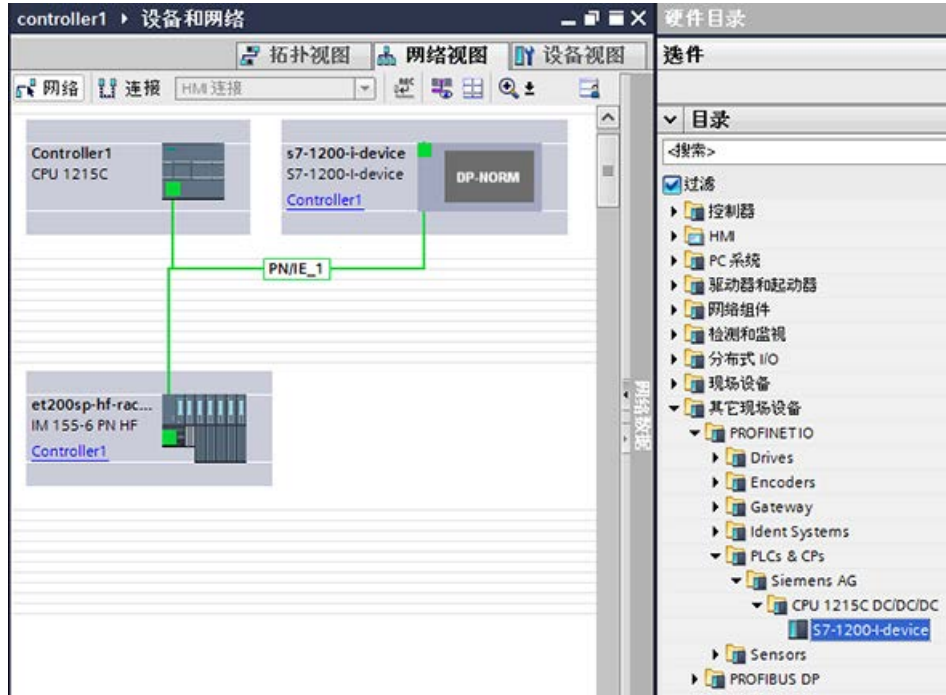 controller1 ▸ 设备和网络
拓扑视图 网络视图 设备视图
网络 连接 HMI 连接
Controller1
CPU 1215C
s7-1200-i-device
S7-1200-I-device
Controller1
DP-NORM
PN/IE_1
et200sp-hf-rac...
IM 155-6 PN HF
Controller1
网络数据
硬件目录
选件
目录
<搜索>
过滤
控制器
HMI
PC 系统
驱动器和起动器
网络组件
检测和监视
分布式 I/O
现场设备
其它现场设备
PROFINET IO
Drives
Encoders
Gateway
Ident Systems
PLCs & CPs
Siemens AG
CPU 1215C DC/DC/DC
S7-1200-I-device
Sensors
PROFIBUS DP